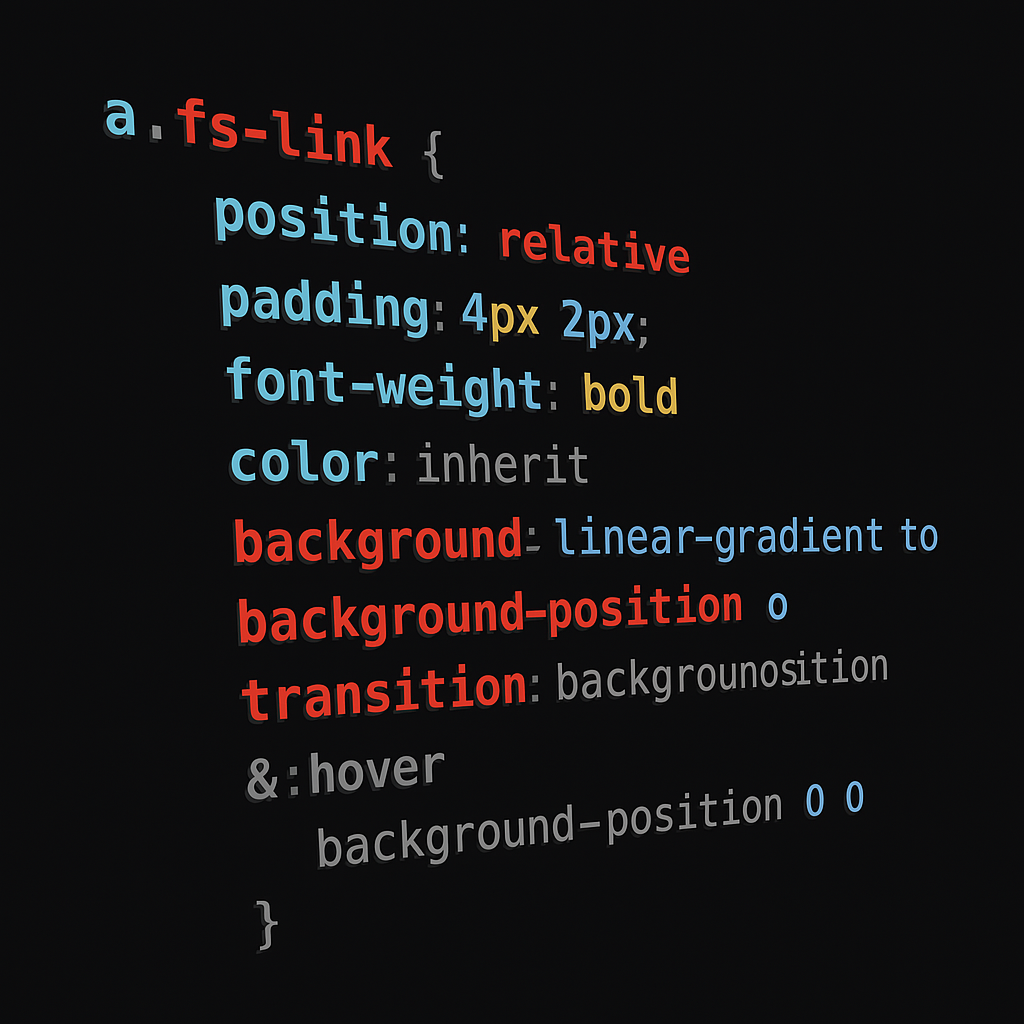 a.fs-link {
position: relative
padding: 4px 2px;
font-weight: bold
color: inherit
background: linear-gradient to
background-position o
transition: backgrounosition
&:hover
background-position 0 0
}